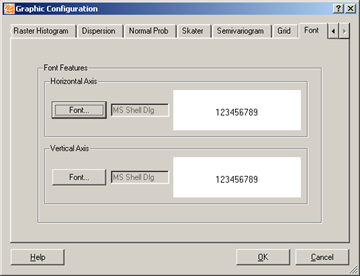 Graphic Configuration
Raster Histogram Dispersion Normal Prob Skater Semivariogram Grid Font
Font Features
Horizontal Axis
Font... MS Shell Dlg 123456789
Vertical Axis
Font... MS Shell Dlg 123456789
Help OK Cancel